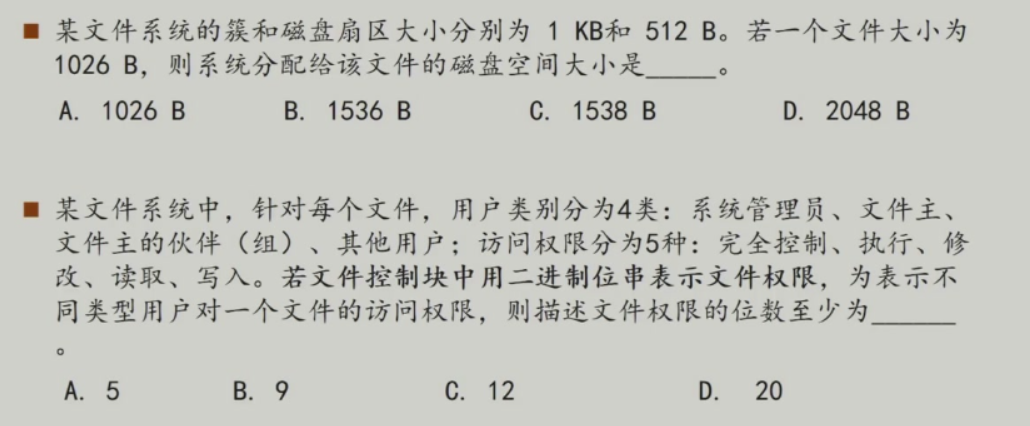 ■ 某文件系统的簇和磁盘扇区大小分别为 1 KB和 512 B。若一个文件大小为
1026 B，则系统分配给该文件的磁盘空间大小是_____。
A. 1026 B B. 1536 B C. 1538 B D. 2048 B
■ 某文件系统中，针对每个文件，用户类别分为4类：系统管理员、文件主、
文件主的伙伴（组）、其他用户；访问权限分为5种：完全控制、执行、修
改、读取、写入。若文件控制块中用二进制位串表示文件权限，为表示不
同类型用户对一个文件的访问权限，则描述文件权限的位数至少为______
。
A. 5 B. 9 C. 12 D. 20